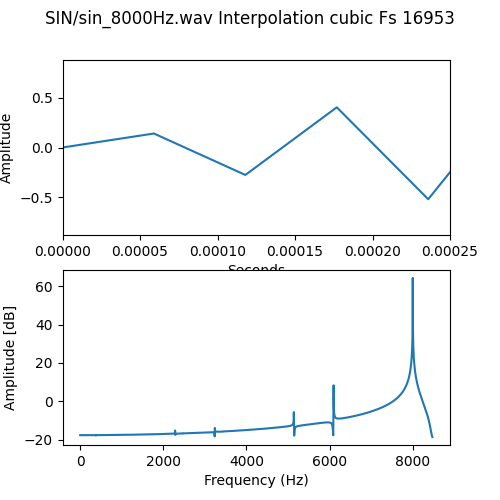 SIN/sin_8000Hz.wav Interpolation cubic Fs 16953
Amplitude
0.5
0.0
−0.5
0.00000 0.00005 0.00010 0.00015 0.00020 0.00025
Seconds
Amplitude [dB]
60
40
20
0
−20
0 2000 4000 6000 8000
Frequency (Hz)